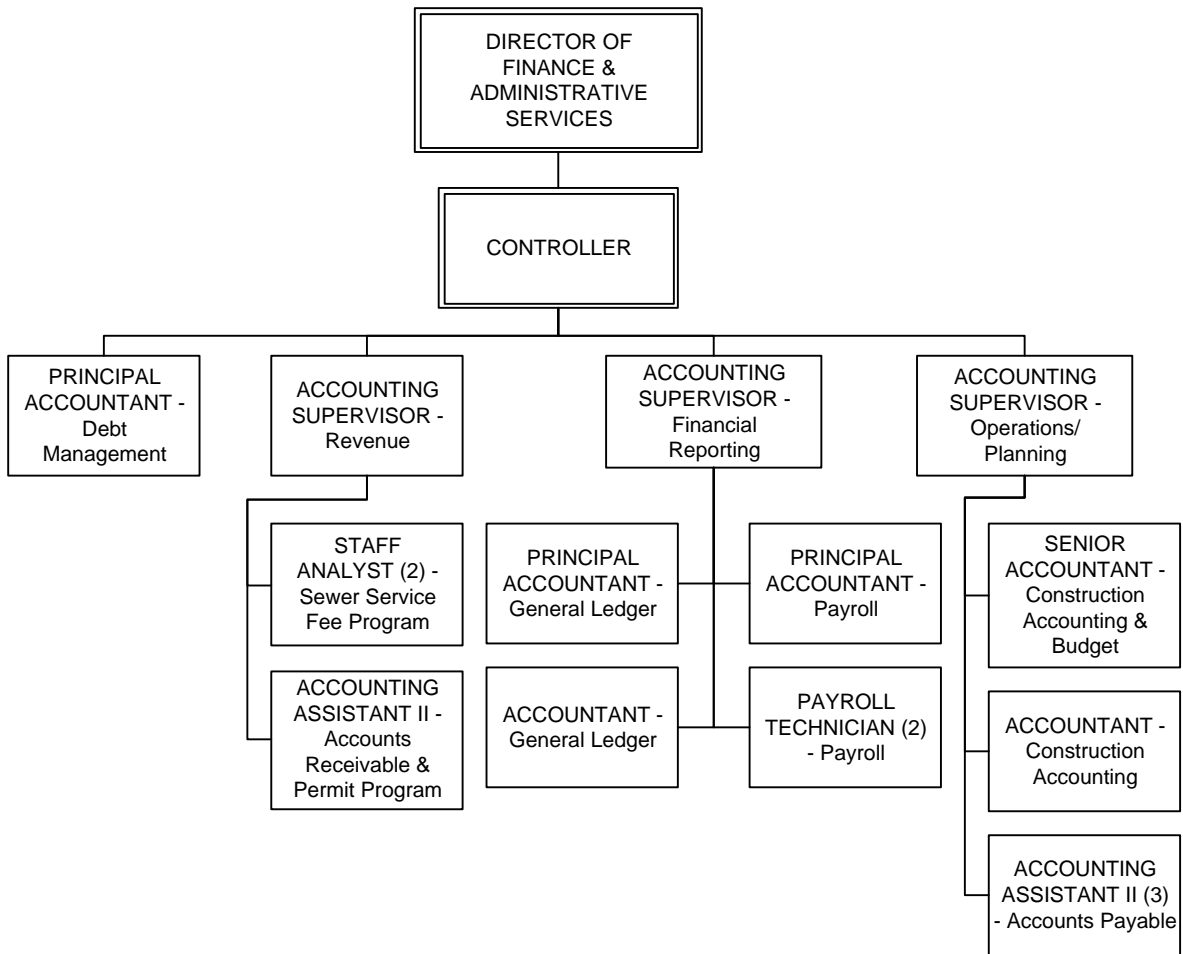 DIRECTOR OF
FINANCE &
ADMINISTRATIVE
SERVICES
CONTROLLER
PRINCIPAL
ACCOUNTANT -
Debt
Management
ACCOUNTING
SUPERVISOR -
Revenue
ACCOUNTING
SUPERVISOR -
Financial
Reporting
ACCOUNTING
SUPERVISOR -
Operations/
Planning
STAFF
ANALYST (2) -
Sewer Service
Fee Program
PRINCIPAL
ACCOUNTANT -
General Ledger
PRINCIPAL
ACCOUNTANT -
Payroll
SENIOR
ACCOUNTANT -
Construction
Accounting &
Budget
ACCOUNTING
ASSISTANT II -
Accounts
Receivable &
Permit Program
ACCOUNTANT -
General Ledger
PAYROLL
TECHNICIAN (2)
- Payroll
ACCOUNTANT -
Construction
Accounting
ACCOUNTING
ASSISTANT II (3)
- Accounts Payable